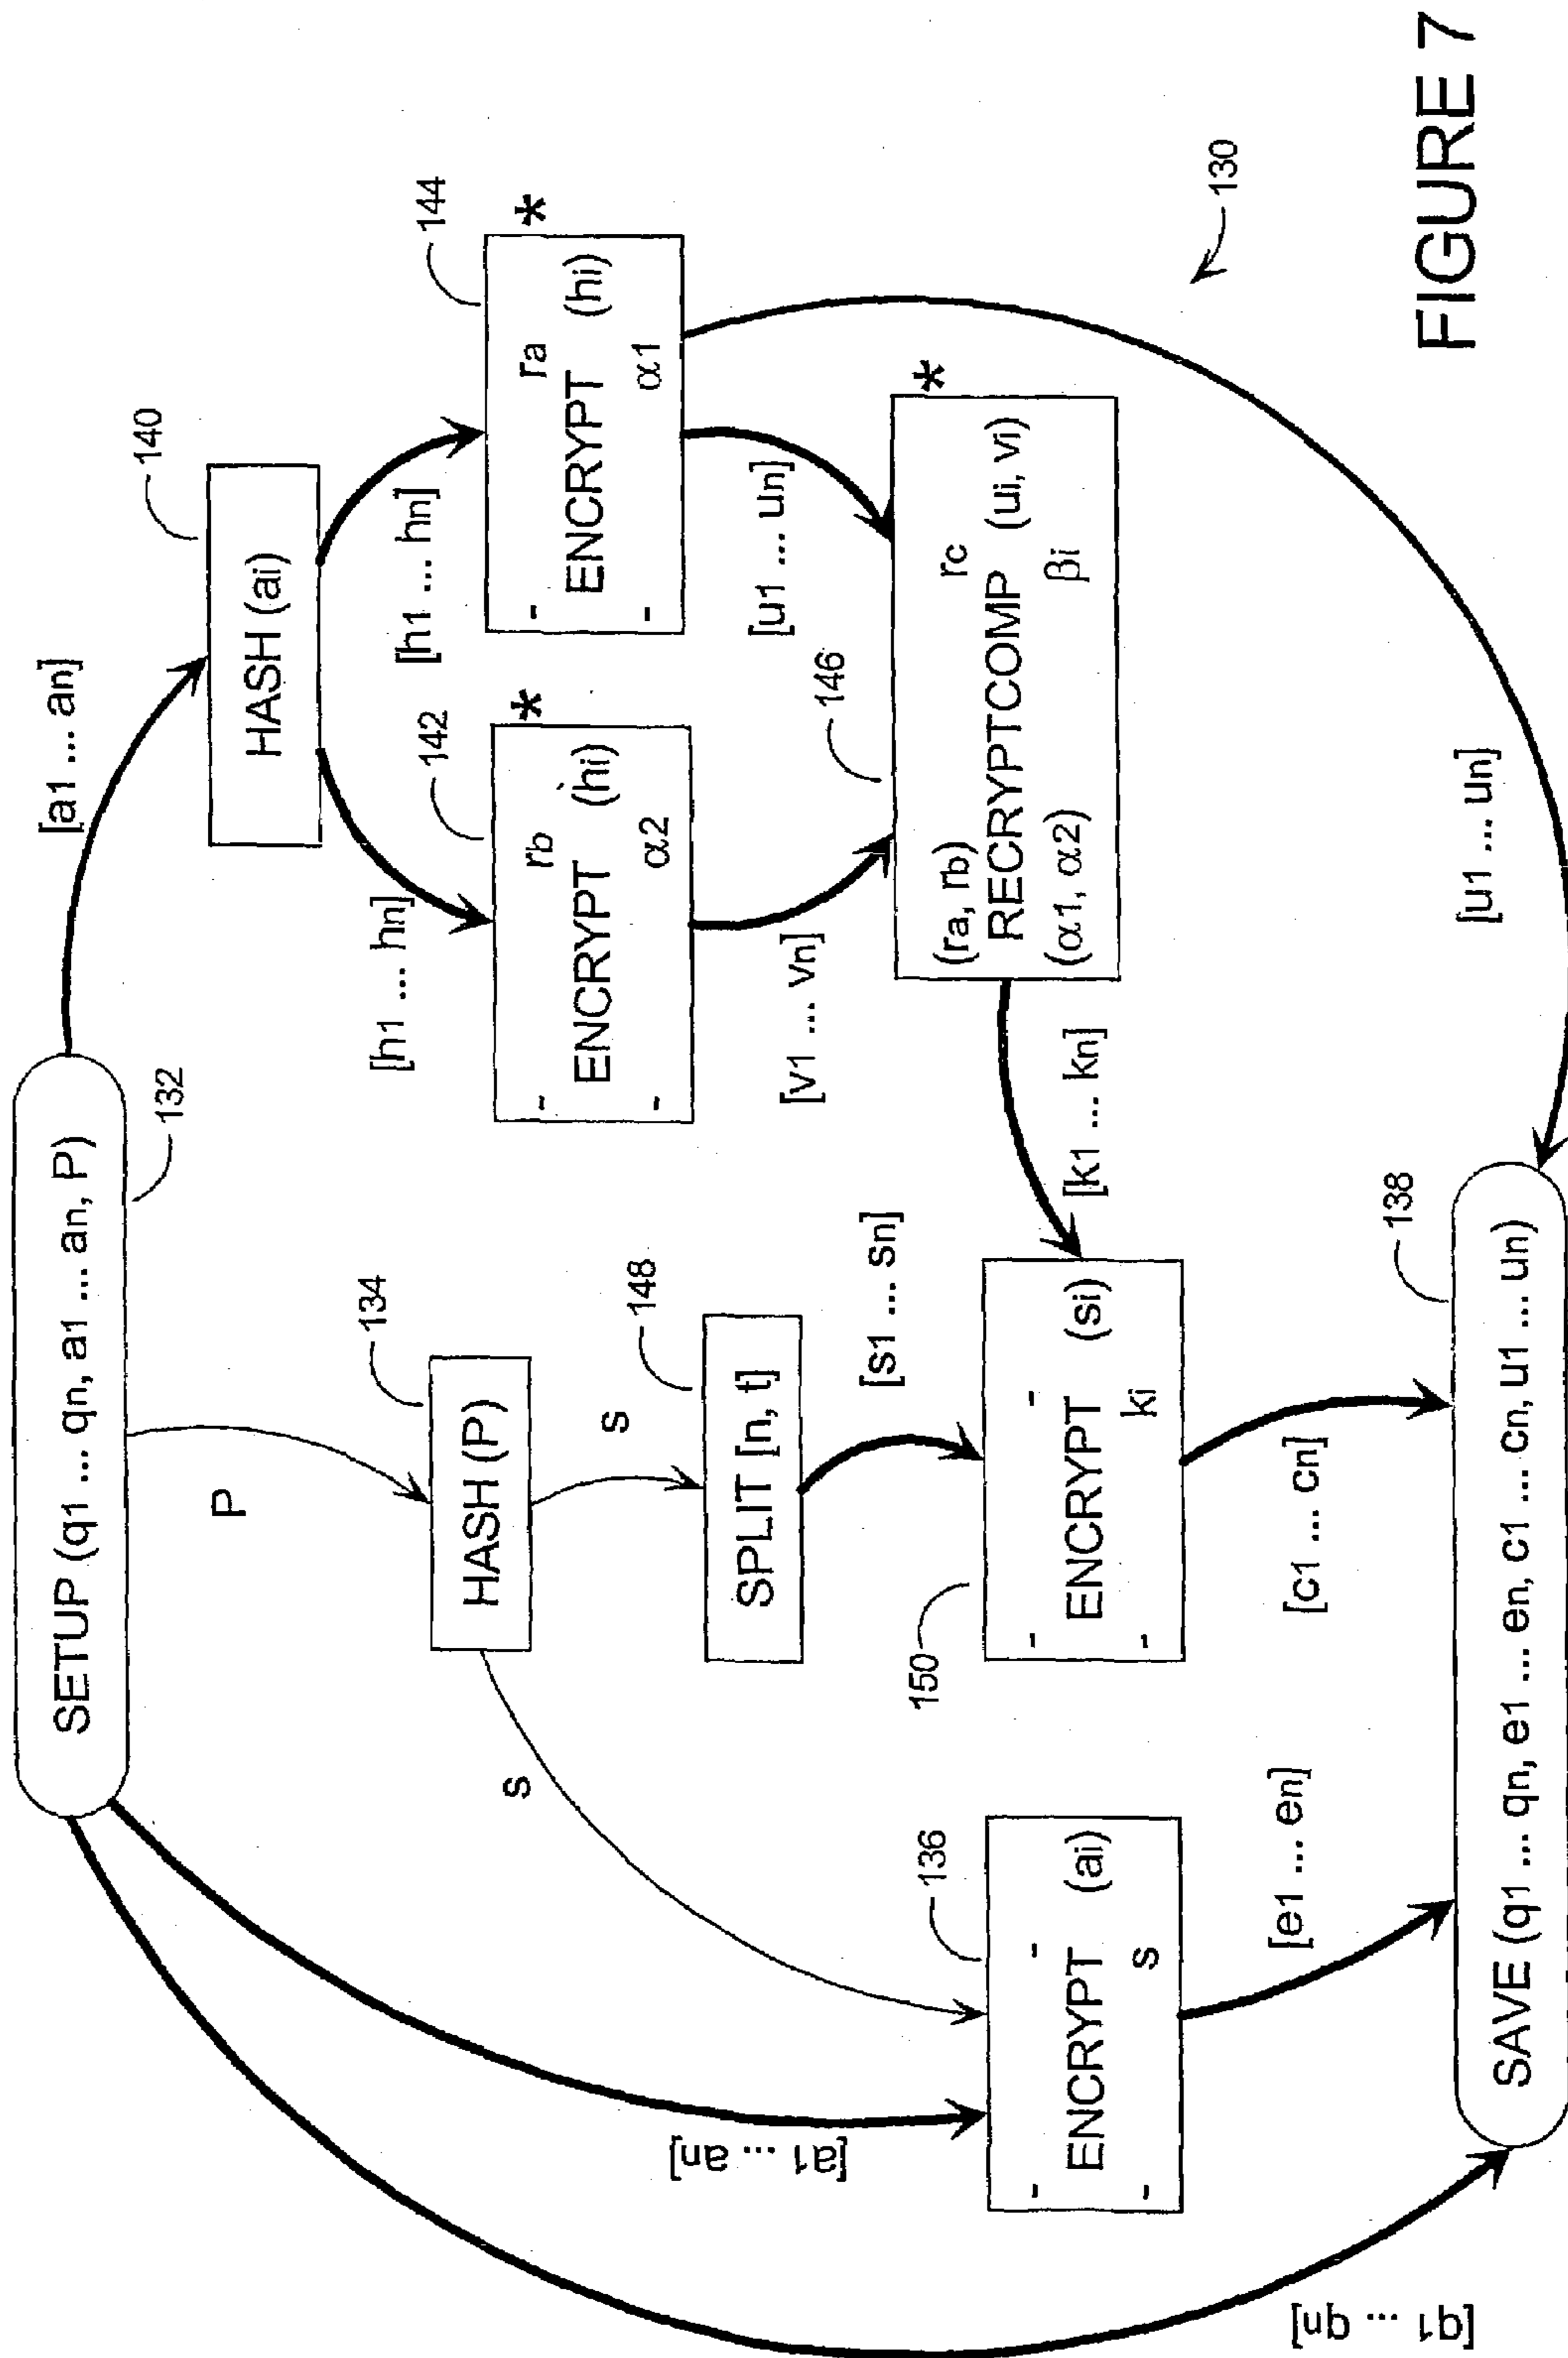 SETUP (q1 ... qn, a1 ... an, P)
132
[a1 ... an]
P
[a1 ... an]
[q1 ... qn]
HASH (P)
134
s
s
SPLIT [n, t]
148
[s1 ... sn]
HASH (ai)
140
[h1 ... hn]
[h1 ... hn]
- rb
ENCRYPT (hi)
- α2
*
142
- ra
ENCRYPT (hi)
- α1
*
144
[v1 ... vn]
[u1 ... un]
(ra, rb) rc
RECRYPTCOMP (ui, vi)
(α1, α2) βi
*
146
[k1 ... kn]
- -
ENCRYPT (ai)
- s
136
- -
ENCRYPT (si)
- ki
150
[e1 ... en]
[c1 ... cn]
[u1 ... un]
SAVE (q1 ... qn, e1 ... en, c1 ... cn, u1 ... un)
138
130
FIGURE 7